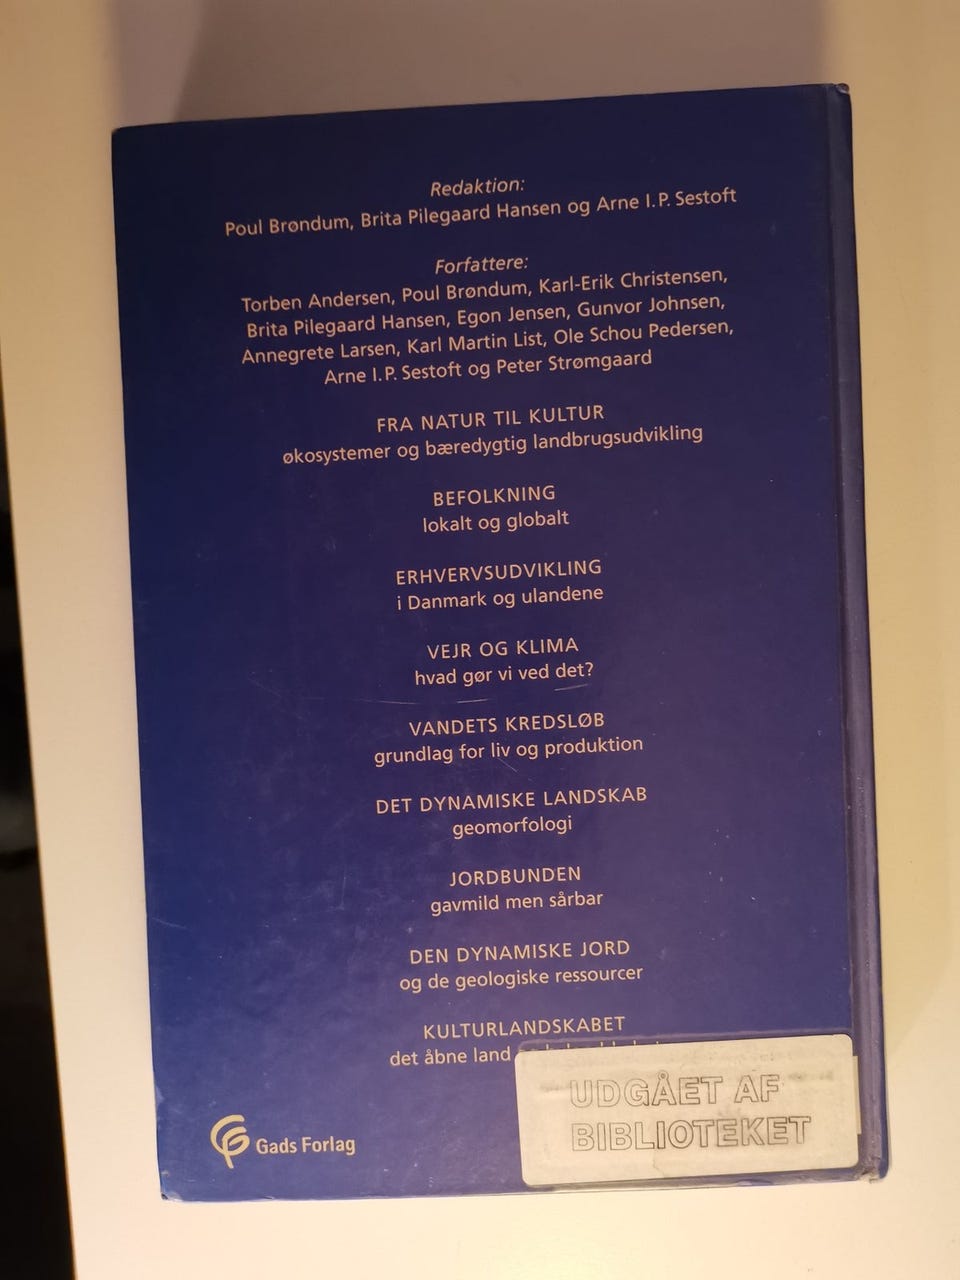 Redaktion:
Poul Brøndum, Brita Pilegaard Hansen og Arne I.P. Sestoft
Forfattere:
Torben Andersen, Poul Brøndum, Karl-Erik Christensen,
Brita Pilegaard Hansen, Egon Jensen, Gunvor Johnsen,
Annegrete Larsen, Karl Martin List, Ole Schou Pedersen,
Arne I.P. Sestoft og Peter Strømgaard
FRA NATUR TIL KULTUR
økosystemer og bæredygtig landbrugsudvikling
BEFOLKNING
lokalt og globalt
ERHVERVSUDVIKLING
i Danmark og ulandene
VEJR OG KLIMA
hvad gør vi ved det?
VANDETS KREDSLØB
grundlag for liv og produktion
DET DYNAMISKE LANDSKAB
geomorfologi
JORDBUNDEN
gavmild men sårbar
DEN DYNAMISKE JORD
og de geologiske ressourcer
KULTURLANDSKABET
det åbne land
UDGÅET AF
BIBLIOTEKET
Gads Forlag